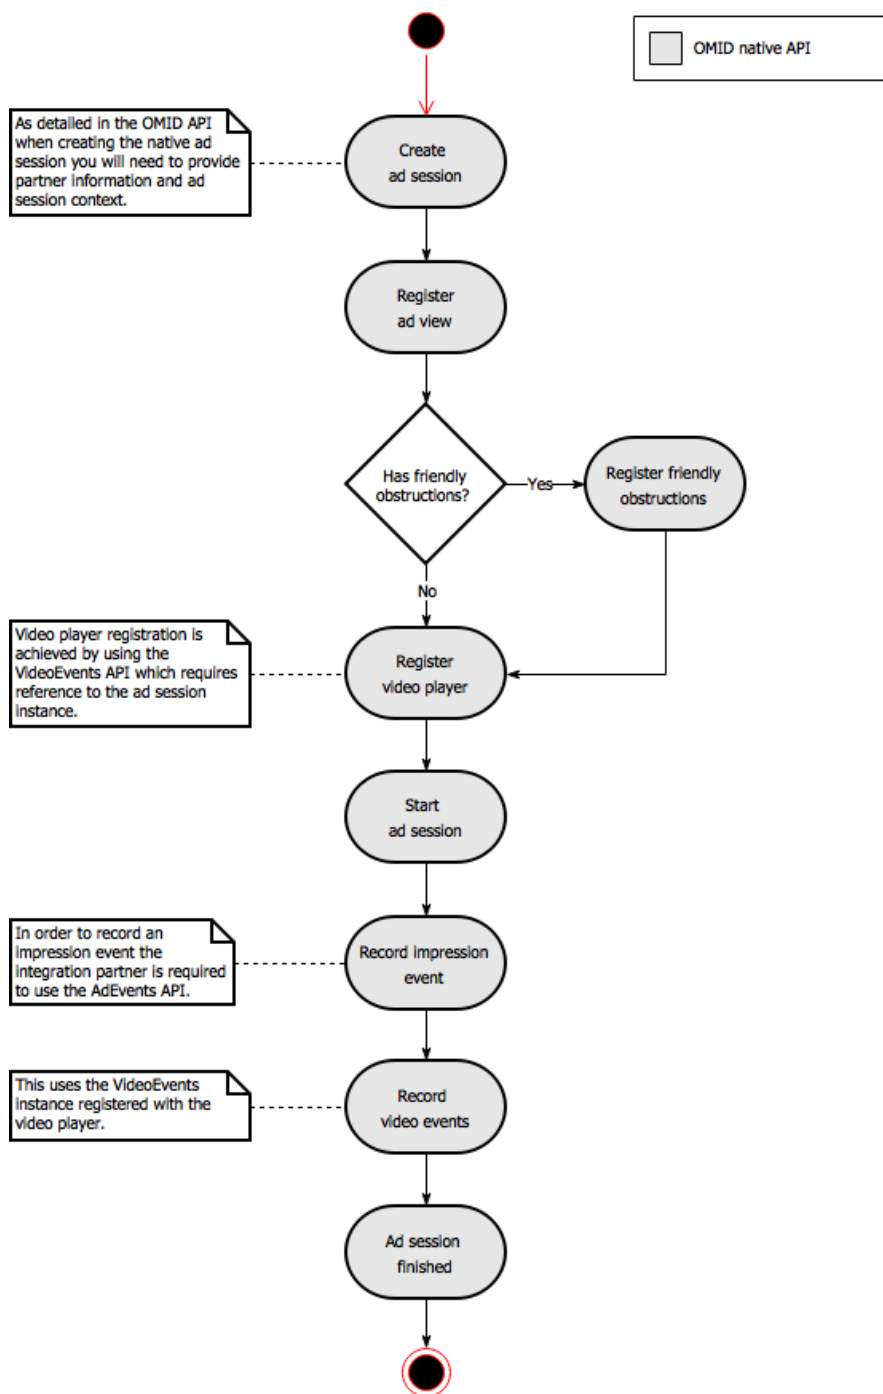 OMID native API
As detailed in the OMID API
when creating the native ad
session you will need to provide
partner information and ad
session context.
Create
ad session
Register
ad view
Has friendly
obstructions?
Yes
Register friendly
obstructions
No
Video player registration is
achieved by using the
VideoEvents API which requires
reference to the ad session
instance.
Register
video player
Start
ad session
In order to record an
impression event the
integration partner is required
to use the AdEvents API.
Record impression
event
This uses the VideoEvents
instance registered with the
video player.
Record
video events
Ad session
finished